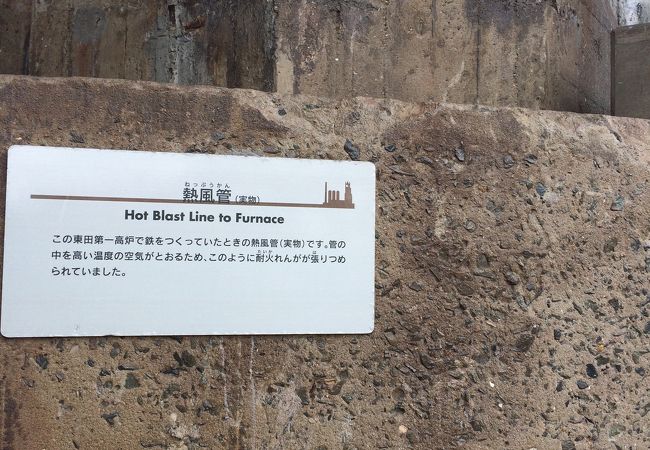 ねっぷうかん
熱風管(実物)
Hot Blast Line to Furnace
この東田第一高炉で鉄をつくっていたときの熱風管(実物)です。管の
たいか は
中を高い温度の空気がとおるため、このように耐火れんがが張りつめ
られていました。